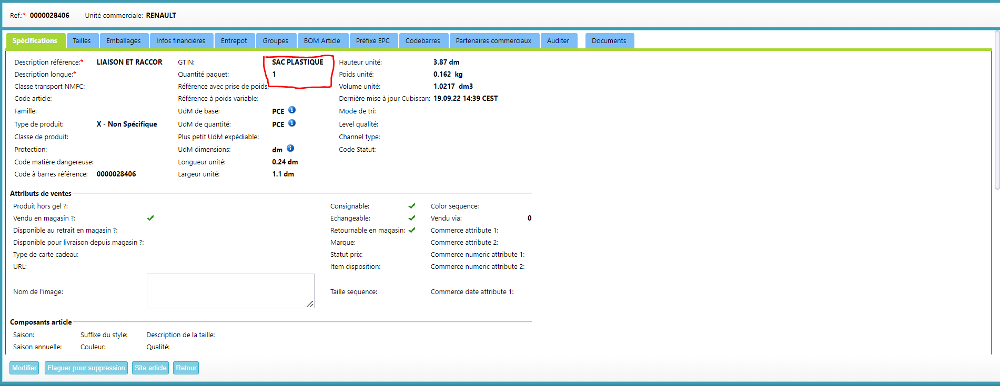 Ref.:* 0000028406 Unité commerciale: RENAULT
Spécifications Tailles Emballages Infos financières Entrepot Groupes BOM Article Préfixe EPC Codebarres Partenaires commerciaux Auditer Documents
Description référence:* LIAISON ET RACCOR GTIN: SAC PLASTIQUE Hauteur unité: 3.87 dm
Description longue:* Quantité paquet: 1 Poids unité: 0.162 kg
Classe transport NMFC: Référence avec prise de poids: Volume unité: 1.0217 dm3
Code article: Référence à poids variable: Dernière mise à jour Cubiscan: 19.09.22 14:39 CEST
Famille: UdM de base: PCE Mode de tri:
Type de produit: X - Non Spécifique UdM de quantité: PCE Level qualité:
Classe de produit: Plus petit UdM expédiable: Channel type:
Protection: UdM dimensions: dm Code Statut:
Code matière dangereuse: Longueur unité: 0.24 dm
Code à barres référence: 0000028406 Largeur unité: 1.1 dm
Attributs de ventes
Produit hors gel ?: Consignable: Color sequence:
Vendu en magasin ?: Echangeable: Vendu via: 0
Disponible au retrait en magasin ?: Retournable en magasin: Commerce attribute 1:
Disponible pour livraison depuis magasin ?: Marque: Commerce attribute 2:
Type de carte cadeau: Statut prix: Commerce numeric attribute 1:
URL: Item disposition: Commerce numeric attribute 2:
Nom de l'image: Taille sequence: Commerce date attribute 1:
Composants article
Saison: Suffixe du style: Description de la taille:
Saison annuelle: Couleur: Qualité:
Modifier Flaguer pour suppression Site article Retour